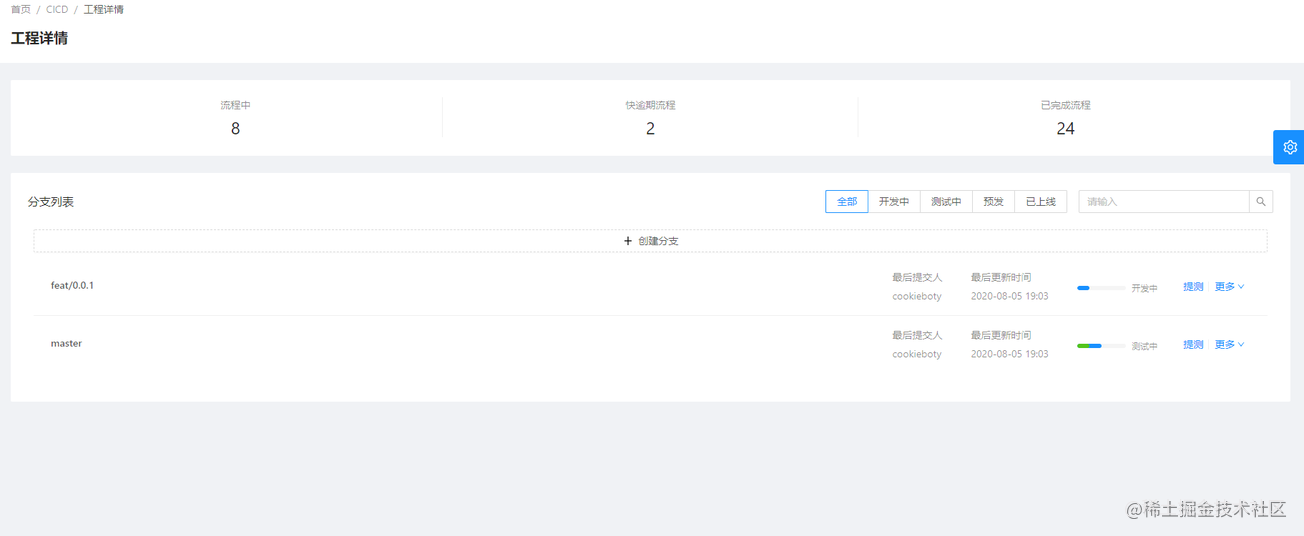 首页 / CICD / 工程详情
工程详情
流程中 快逾期流程 已完成流程
8 2 24
分支列表 全部 开发中 测试中 预发 已上线 请输入
+ 创建分支
最后提交人 最后更新时间
feat/0.0.1 开发中 提测 更多
cookieboty 2020-08-05 19:03
最后提交人 最后更新时间
master 测试中 提测 更多
cookieboty 2020-08-05 19:03
@稀土掘金技术社区